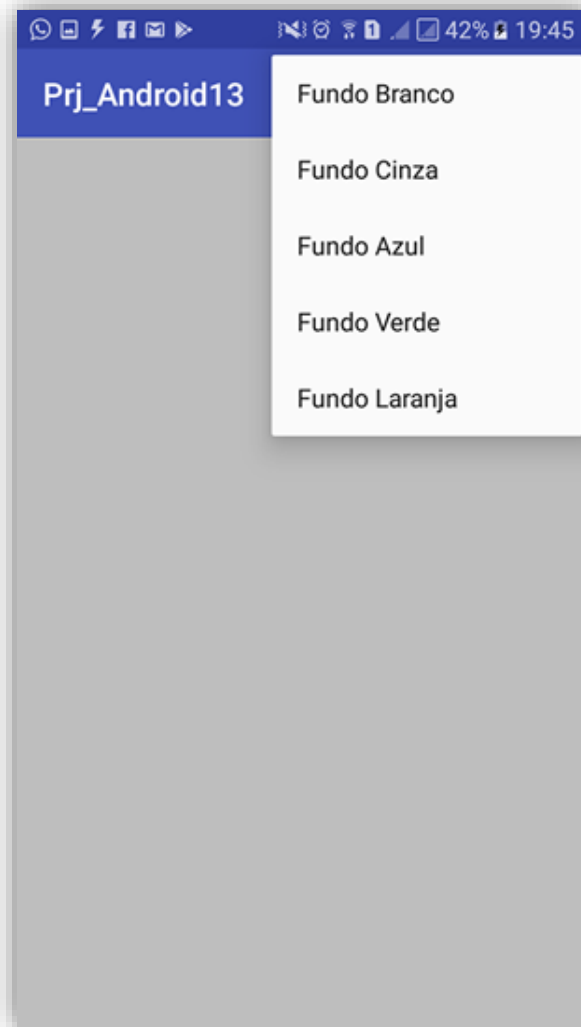 42% 19:45
Prj_Android13
Fundo Branco
Fundo Cinza
Fundo Azul
Fundo Verde
Fundo Laranja